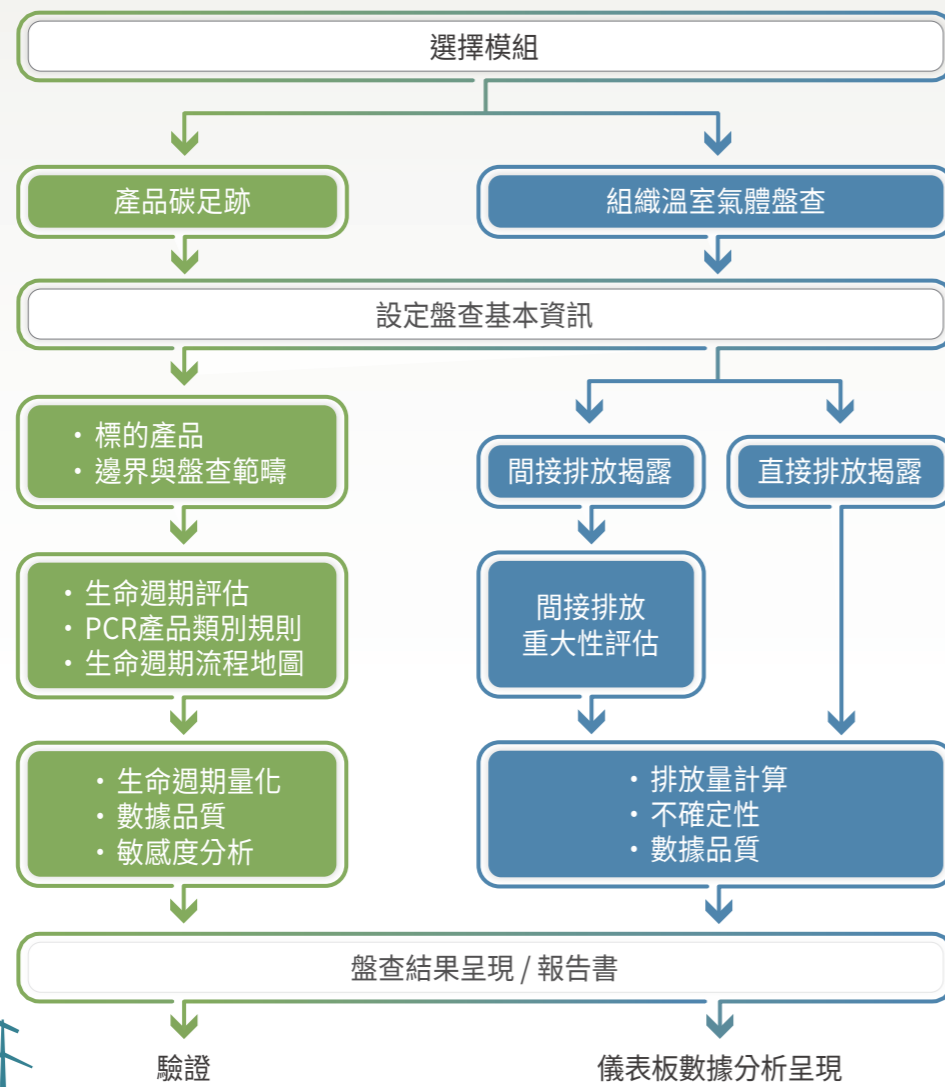 選擇模組
產品碳足跡
組織溫室氣體盤查
設定盤查基本資訊
・標的產品
・邊界與盤查範疇
間接排放揭露
直接排放揭露
・生命週期評估
・PCR產品類別規則
・生命週期流程地圖
間接排放
重大性評估
・生命週期量化
・數據品質
・敏感度分析
・排放量計算
・不確定性
・數據品質
盤查結果呈現 / 報告書
驗證
儀表板數據分析呈現